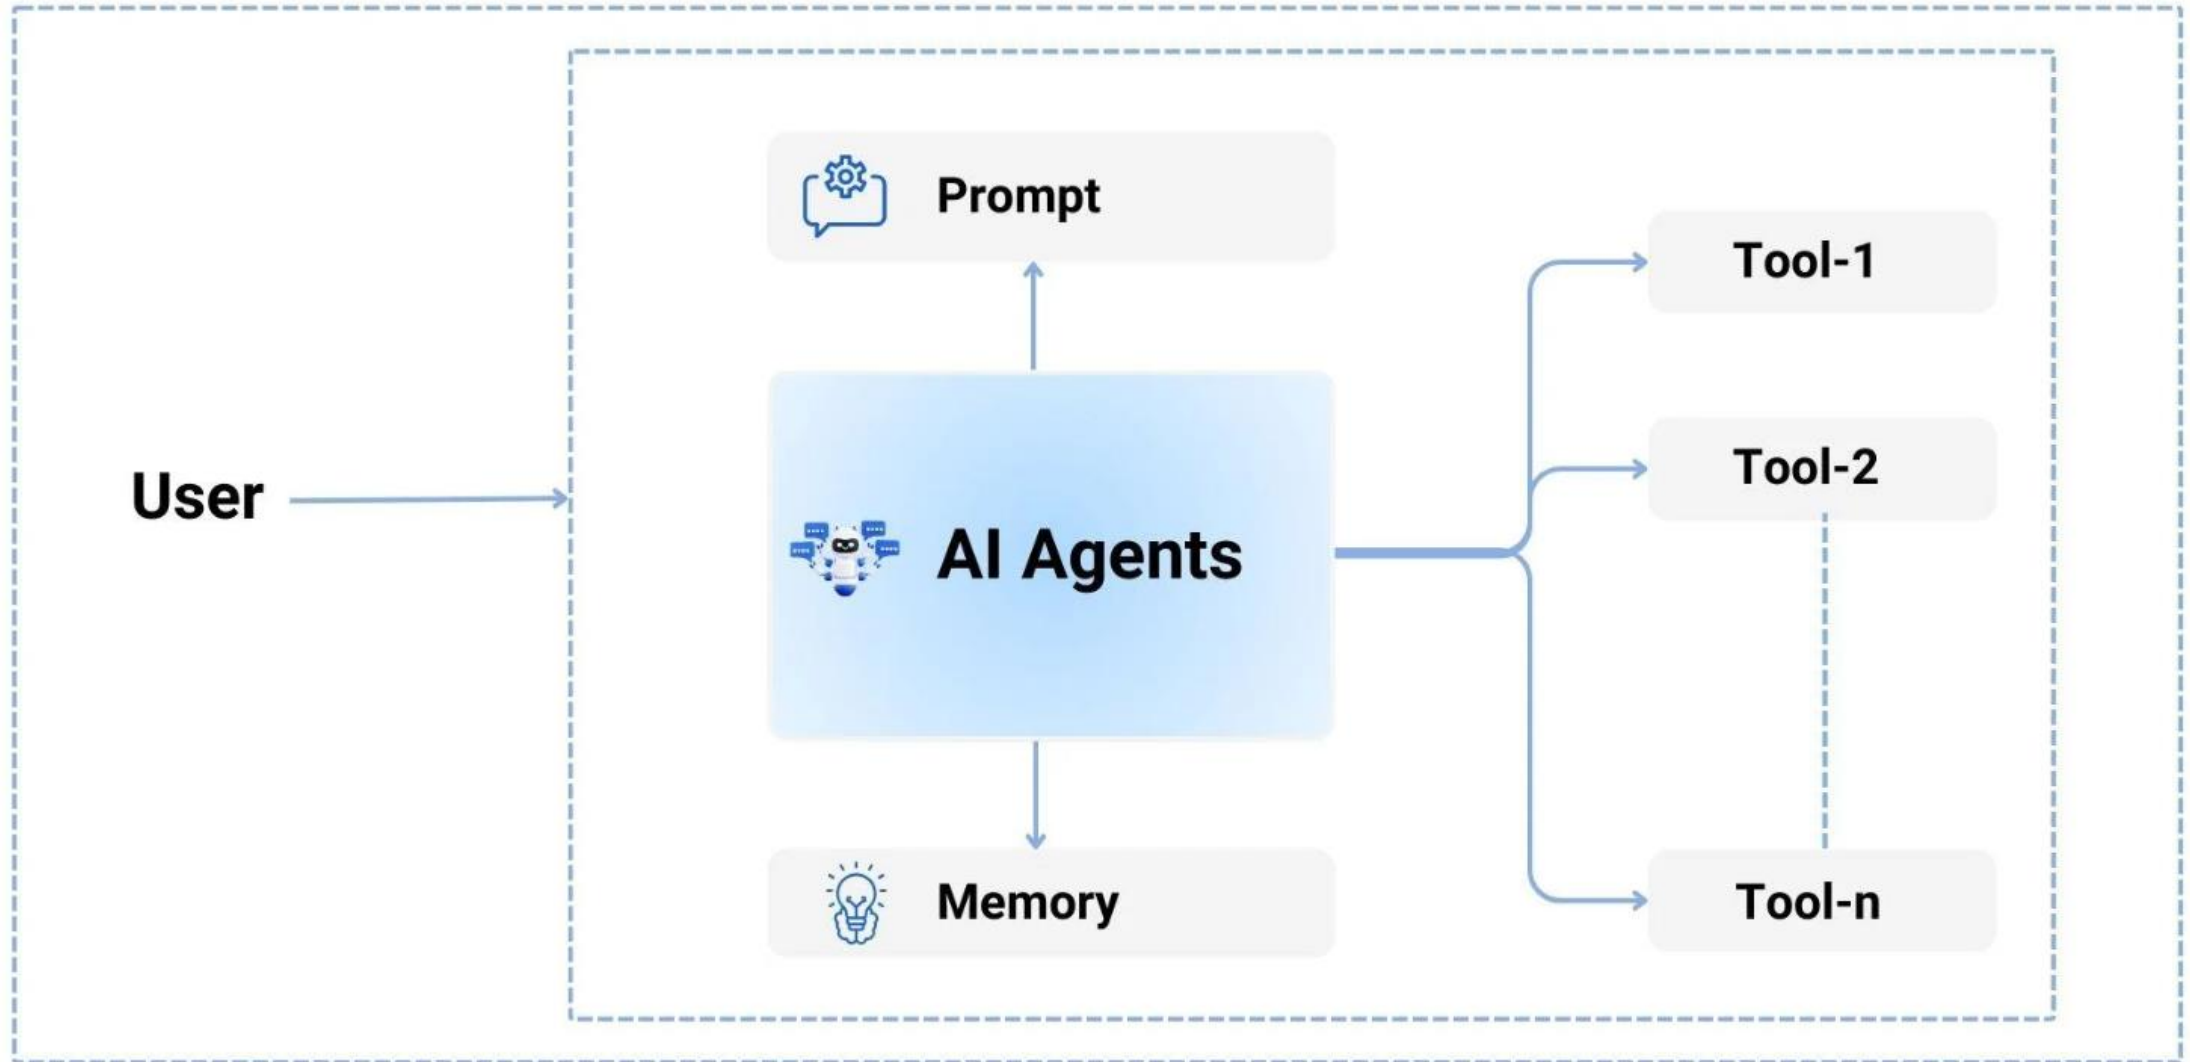 Prompt
Tool-1
Tool-2
User
AI Agents
Memory
Tool-n